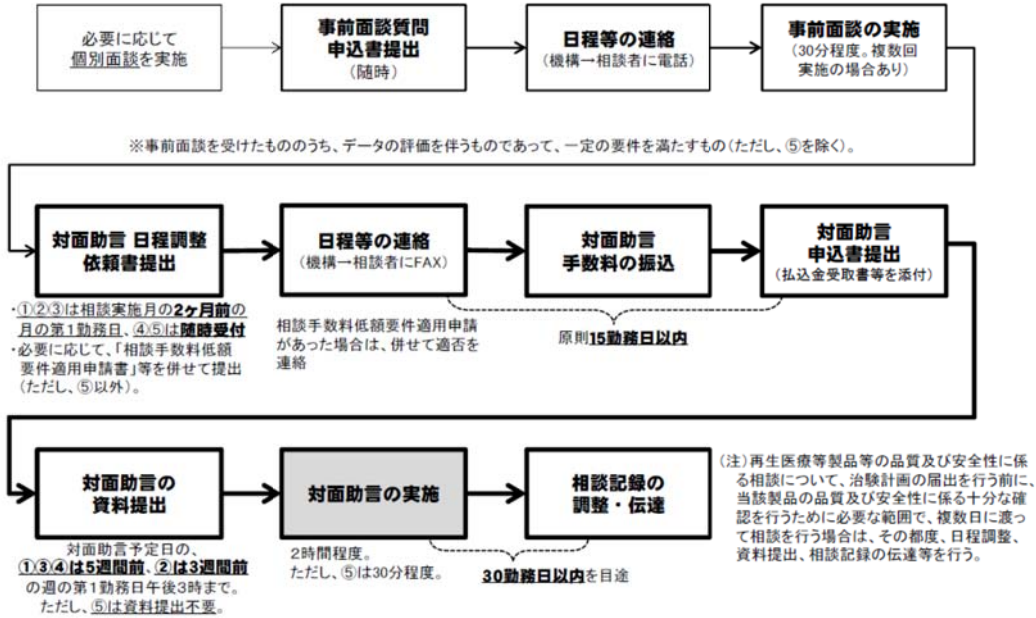 必要に応じて
個別面談を実施
事前面談質問
申込書提出
（随時）
日程等の連絡
（機構→相談者に電話）
事前面談の実施
（30分程度。複数回
実施の場合あり）
※事前面談を受けたもののうち、データの評価を伴うものであって、一定の要件を満たすもの（ただし、⑤を除く）。
対面助言 日程調整
依頼書提出
・①②③は相談実施月の2ヶ月前の
月の第1勤務日、④⑤は随時受付
・必要に応じて、「相談手数料低額
要件適用申請書」等を併せて提出
（ただし、⑤以外）。
日程等の連絡
（機構→相談者にFAX）
相談手数料低額要件適用申請
があった場合は、併せて適否を
連絡
対面助言
手数料の振込
原則15勤務日以内
対面助言
申込書提出
（払込金受取書等を添付）
対面助言の
資料提出
対面助言予定日の、
①③④は5週間前、②は3週間前
の週の第1勤務日午後3時まで。
ただし、⑤は資料提出不要。
対面助言の実施
2時間程度。
ただし、⑤は30分程度。
相談記録の
調整・伝達
30勤務日以内を目途
（注）再生医療等製品等の品質及び安全性に係
る相談について、治験計画の届出を行う前に、
当該製品の品質及び安全性に係る十分な確
認を行うために必要な範囲で、複数日に渡っ
て相談を行う場合は、その都度、日程調整、
資料提出、相談記録の伝達等を行う。